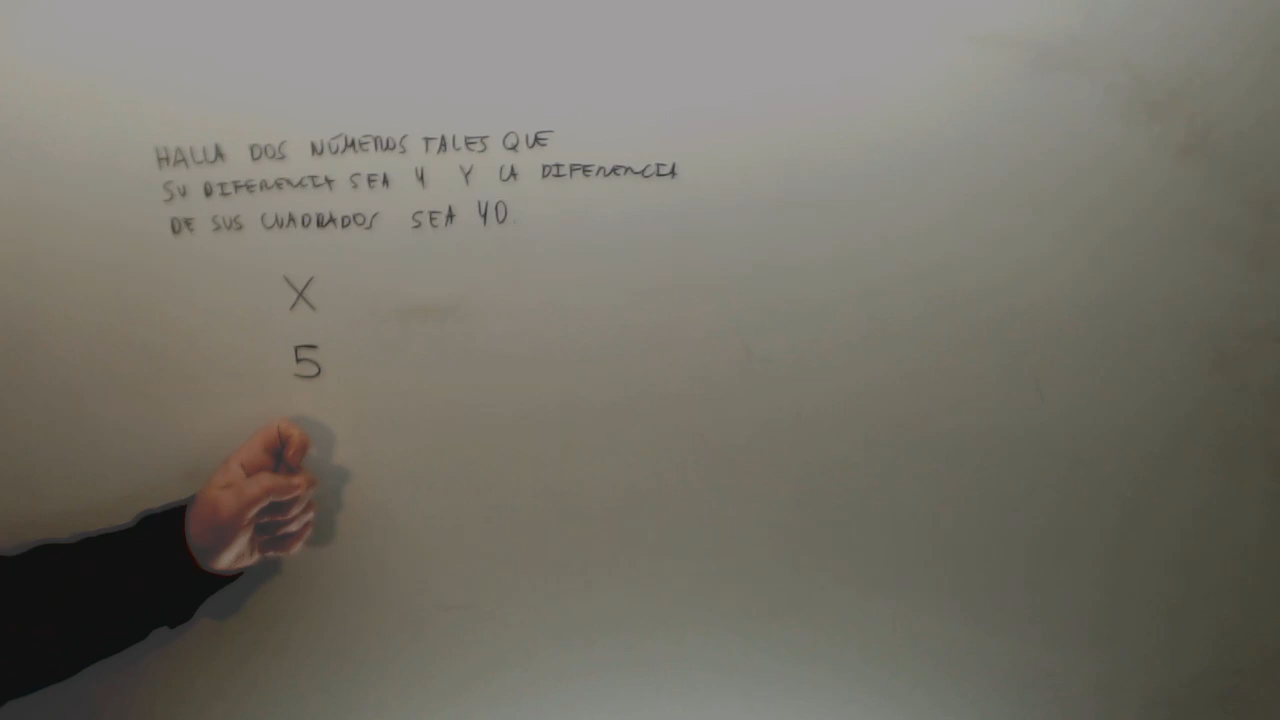 HALLA DOS NÚMEROS TALES QUE
SU DIFERENCIA SEA 4 Y LA DIFERENCIA
DE SUS CUADRADOS SEA 40.
X
5